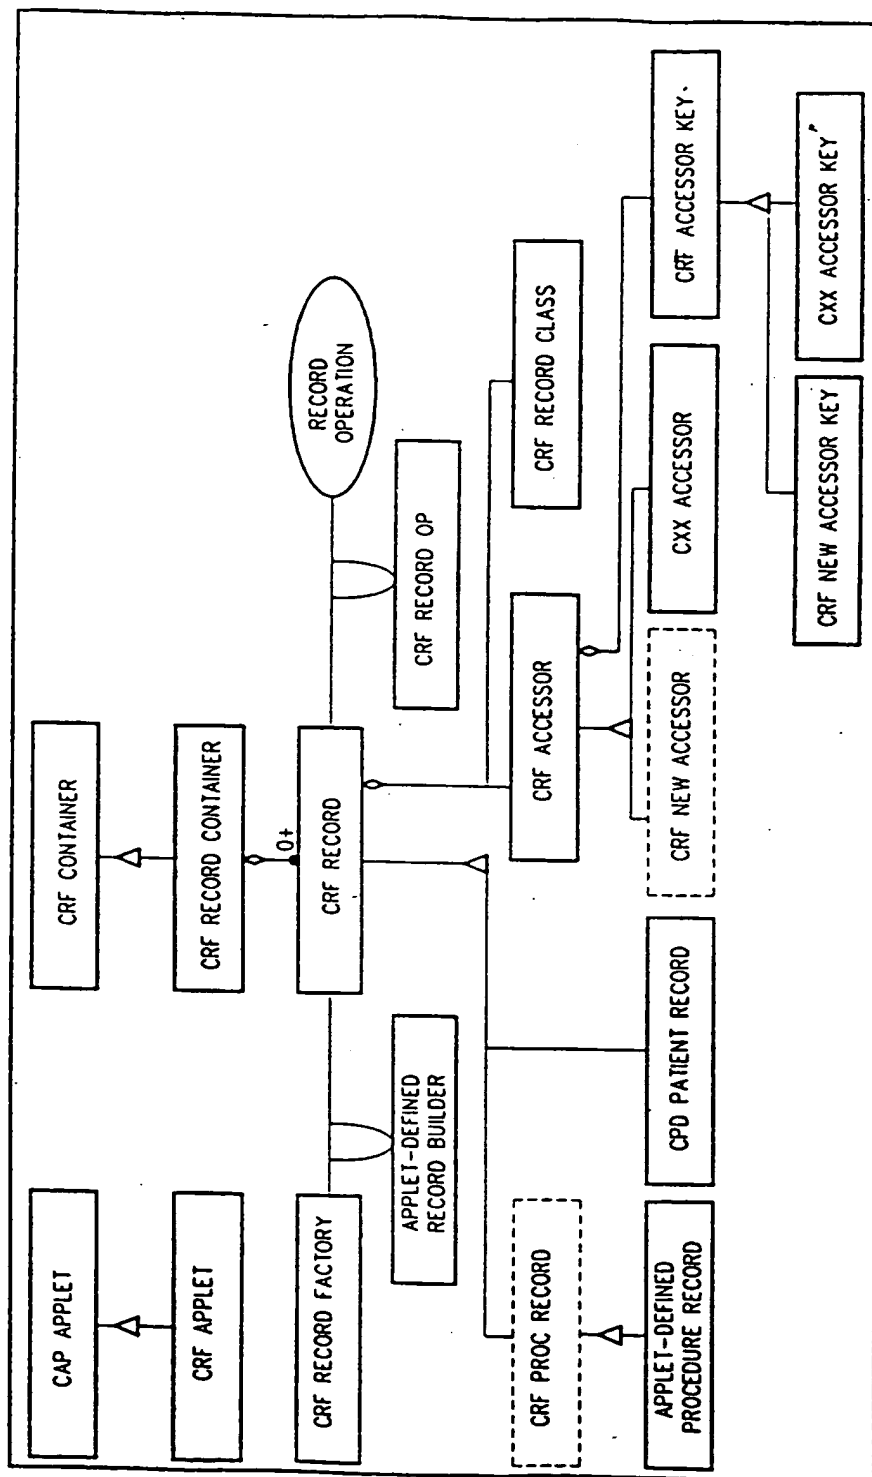 CAP APPLET
CRF APPLET
CRF CONTAINER
CRF RECORD CONTAINER
0+
CRF RECORD FACTORY
CRF RECORD
RECORD
OPERATION
APPLET-DEFINED
RECORD BUILDER
CRF RECORD OP
CRF PROC RECORD
CRF ACCESSOR
CRF RECORD CLASS
APPLET-DEFINED
PROCEDURE RECORD
CPD PATIENT RECORD
CRF NEW ACCESSOR
CXX ACCESSOR
CRF ACCESSOR KEY
CRF NEW ACCESSOR KEY
CXX ACCESSOR KEY